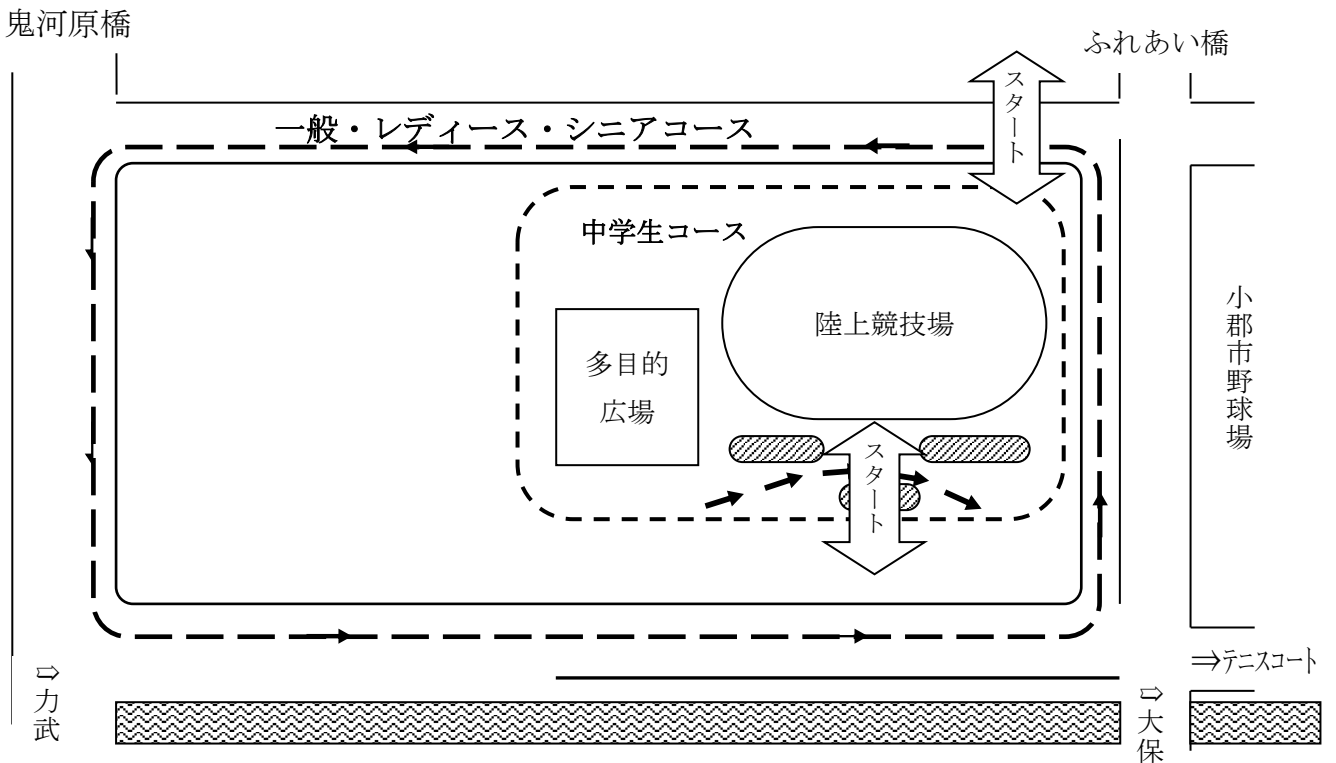 鬼河原橋
ふれあい橋
スタート
一般・レディース・シニアコース
中学生コース
陸上競技場
多目的
広場
小郡市野球場
スタート
⇒テニスコート
⇨力武
⇨大保